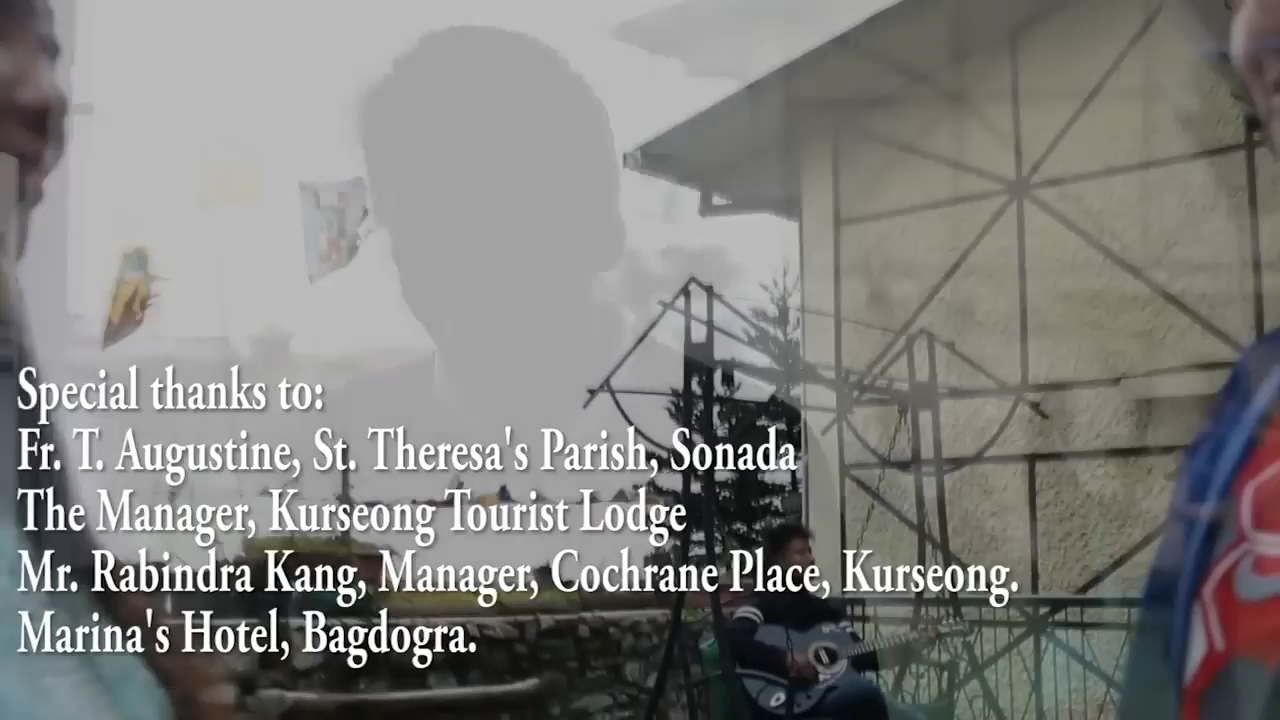 Special thanks to:
Fr. T. Augustine, St. Theresa's Parish, Sonada
The Manager, Kurseong Tourist Lodge
Mr. Rabindra Kang, Manager, Cochrane Place, Kurseong.
Marina's Hotel, Bagdogra.